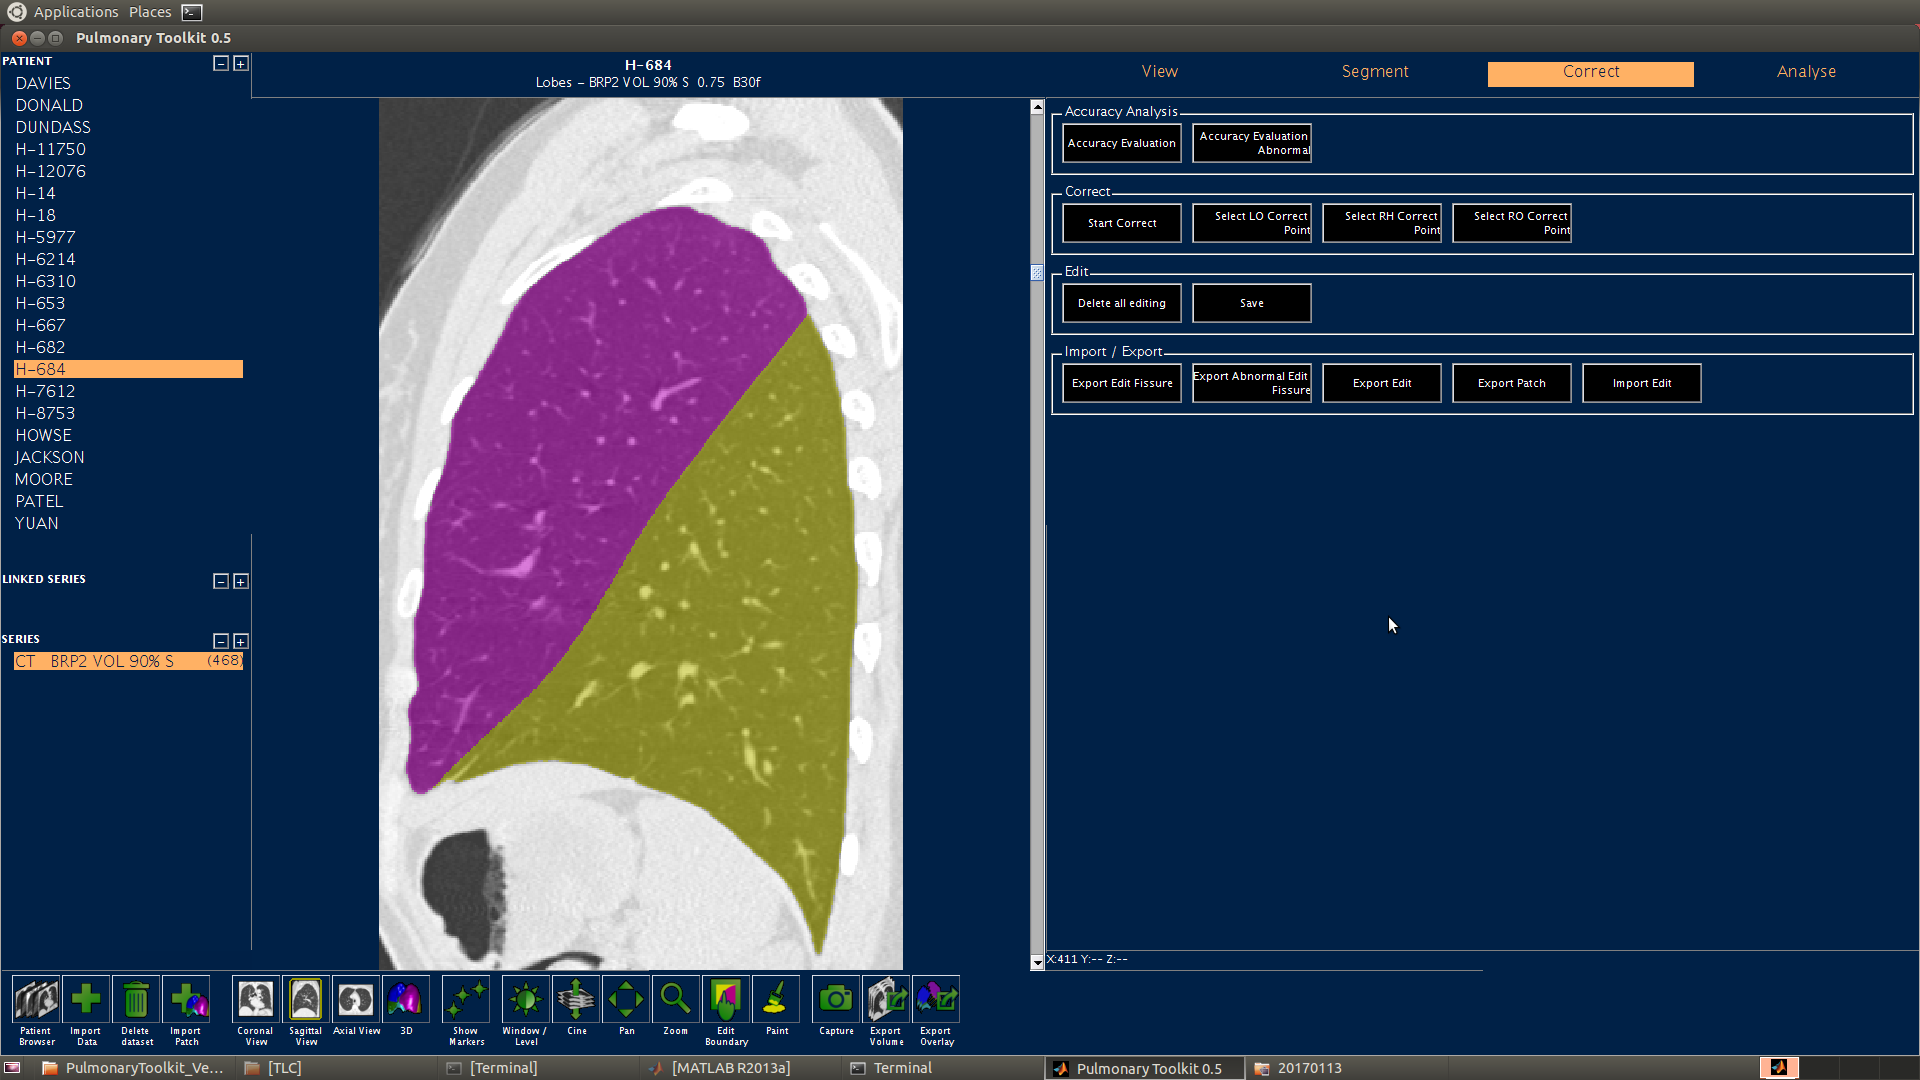 Applications Places
Pulmonary Toolkit 0.5
PATIENT
DAVIES
DONALD
DUNDASS
H-11750
H-12076
H-14
H-18
H-5977
H-6214
H-6310
H-653
H-667
H-682
H-684
H-7612
H-8753
HOWSE
JACKSON
MOORE
PATEL
YUAN
LINKED SERIES
SERIES
CT BRP2 VOL 90% S (468)
H-684
Lobes - BRP2 VOL 90% S 0.75 B30f
View Segment Correct Analyse
Accuracy Analysis
Accuracy Evaluation
Accuracy Evaluation
Abnormal
Correct
Start Correct
Select LO Correct
Point
Select RH Correct
Point
Select RO Correct
Point
Edit
Delete all editing
Save
Import / Export
Export Edit Fissure
Export Abnormal Edit
Fissure
Export Edit
Export Patch
Import Edit
X:411 Y:-- Z:--
Patient
Browser
Import
Data
Delete
dataset
Import
Patch
Coronal
View
Sagittal
View
Axial View
3D
Show
Markers
Window /
Level
Cine
Pan
Zoom
Edit
Boundary
Paint
Capture
Export
Volume
Export
Overlay
PulmonaryToolkit_Ve...
[TLC]
[Terminal]
[MATLAB R2013a]
Terminal
Pulmonary Toolkit 0.5
20170113